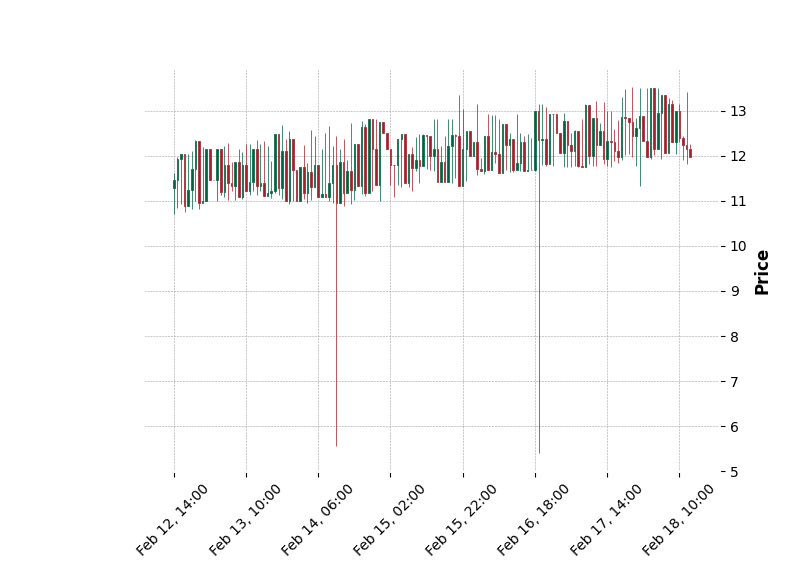 13
12
11
10
9
8
7
6
5
Price
Feb 12, 14:00
Feb 13, 10:00
Feb 14, 06:00
Feb 15, 02:00
Feb 15, 22:00
Feb 16, 18:00
Feb 17, 14:00
Feb 18, 10:00